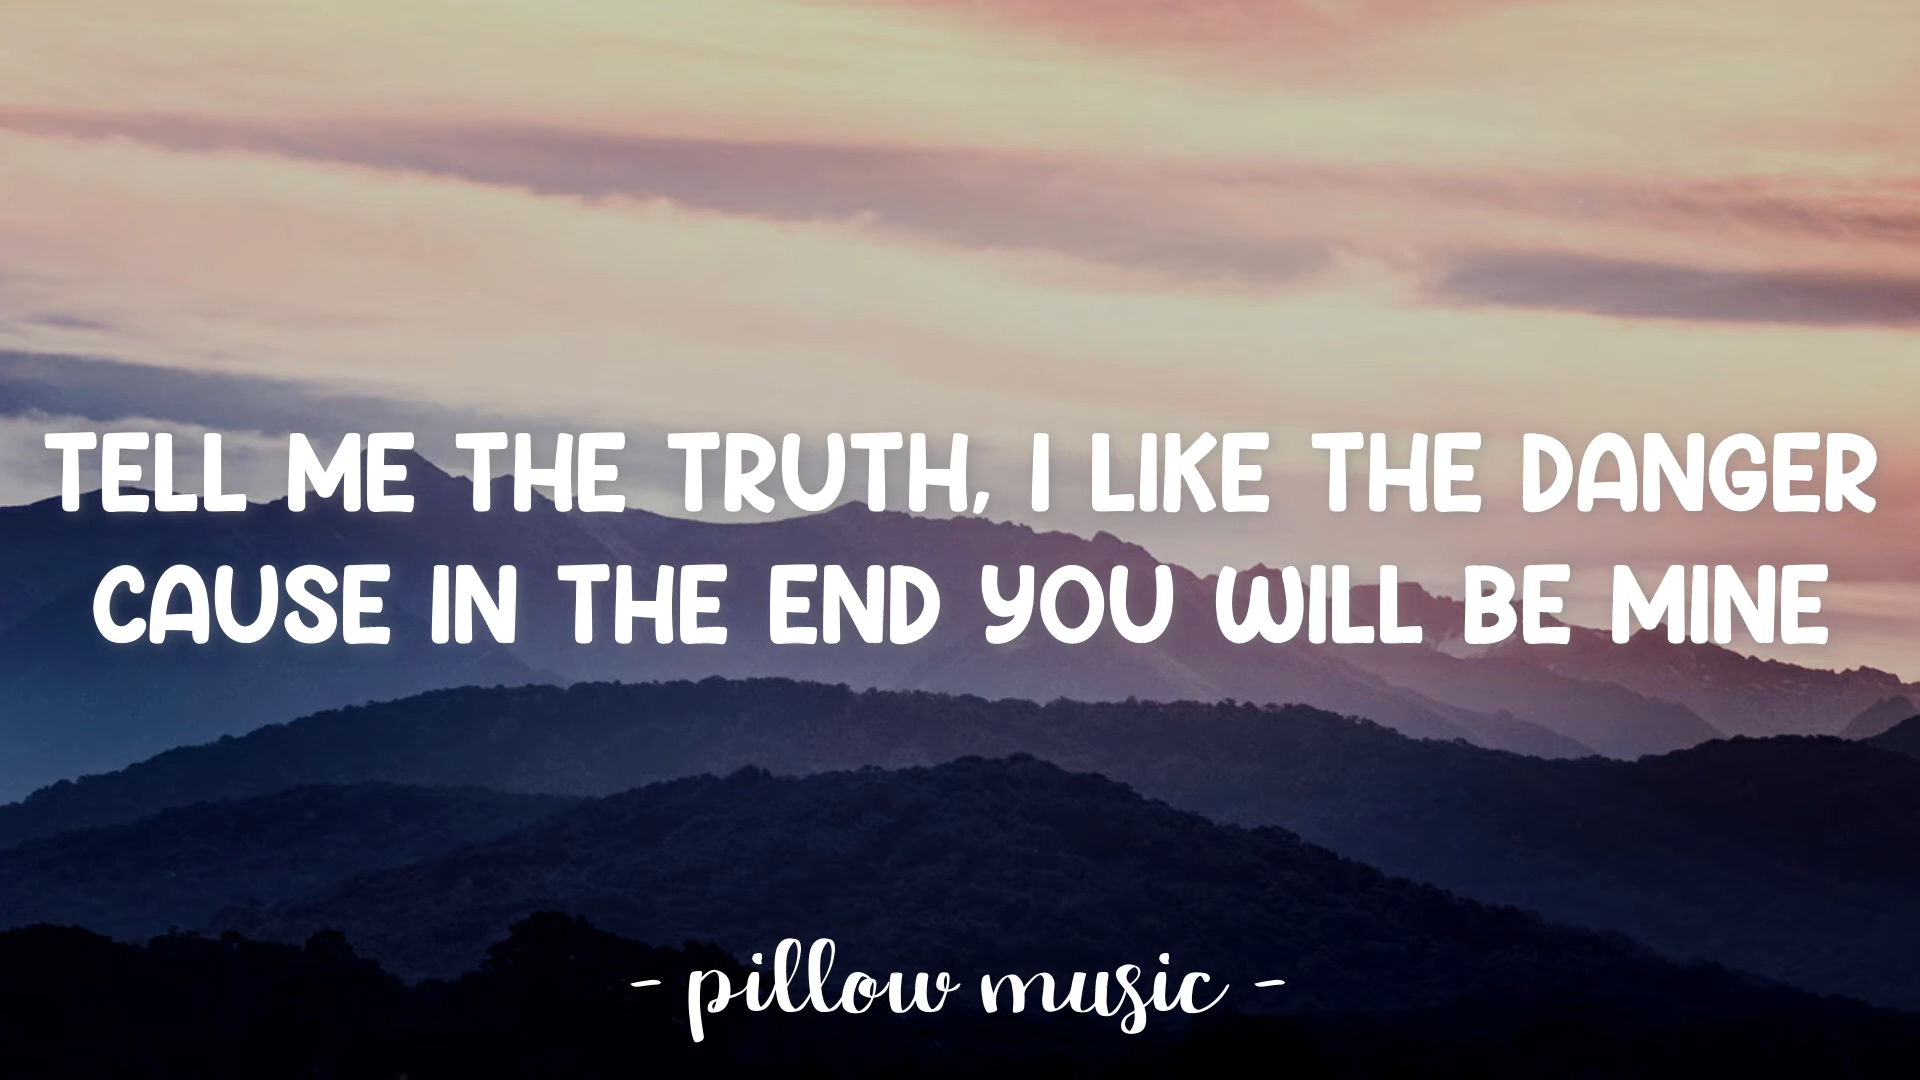 TELL ME THE TRUTH, I LIKE THE DANGER
CAUSE IN THE END YOU WILL BE MINE
- pillow music -